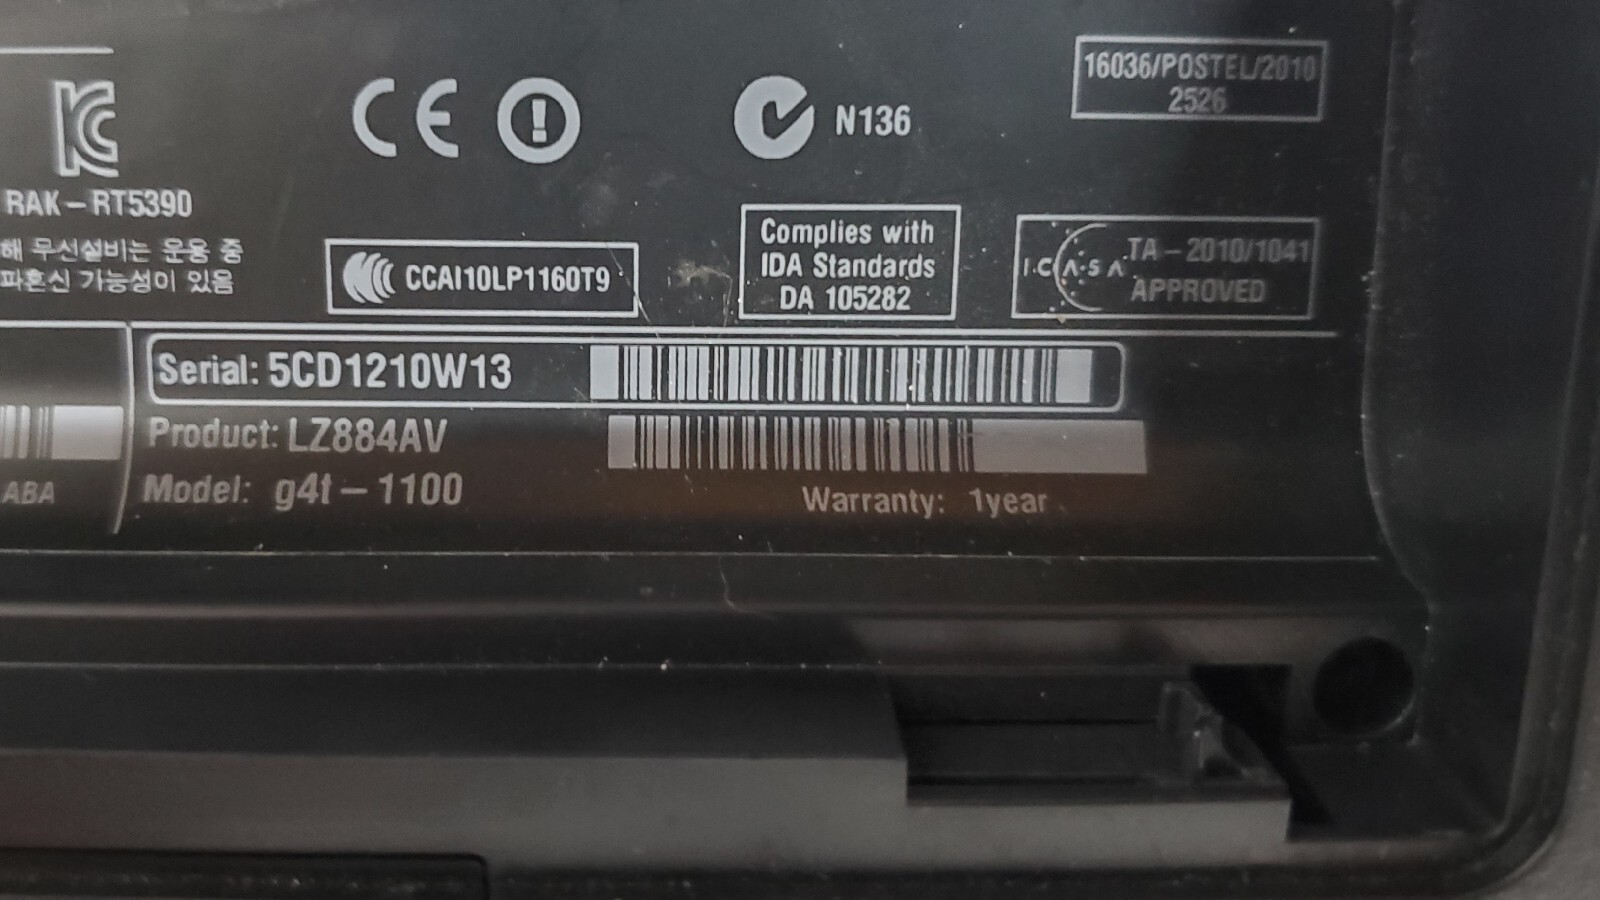 16036/POSTEL/2010
2526
KC
CE
N136
RAK-RT5390
해 무선설비는 운용 중
파혼신 가능성이 있음
CCAI10LP1160T9
Complies with
IDA Standards
DA 105282
I.C.A.S.A
TA-2010/1041
APPROVED
Serial: 5CD1210W13
Product: LZ884AV
ABA
Model: g4t-1100
Warranty: 1year